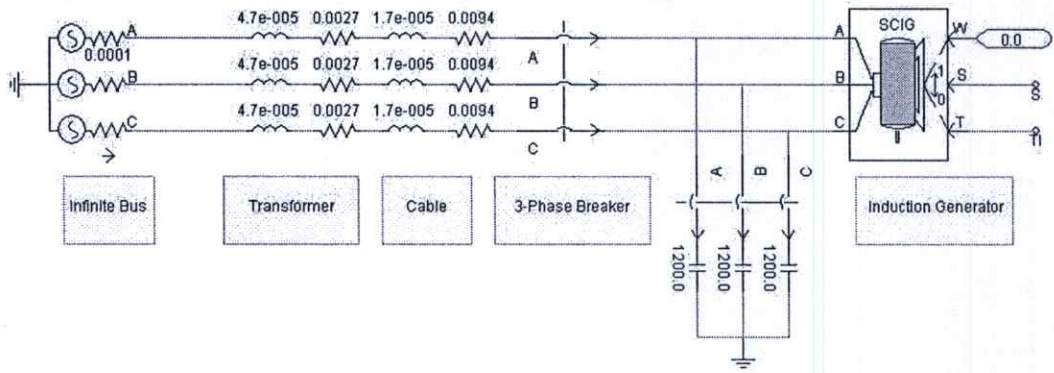 4.7e-005 0.0027 1.7e-005 0.0094
A
0.0001
SCIG
A
W
0.0
A
4.7e-005 0.0027 1.7e-005 0.0094
B
B
B
1
0
S
S
4.7e-005 0.0027 1.7e-005 0.0094
C
C
C
T
TI
A
B
C
Infinite Bus
Transformer
Cable
3-Phase Breaker
Induction Generator
1200.0
1200.0
1200.0